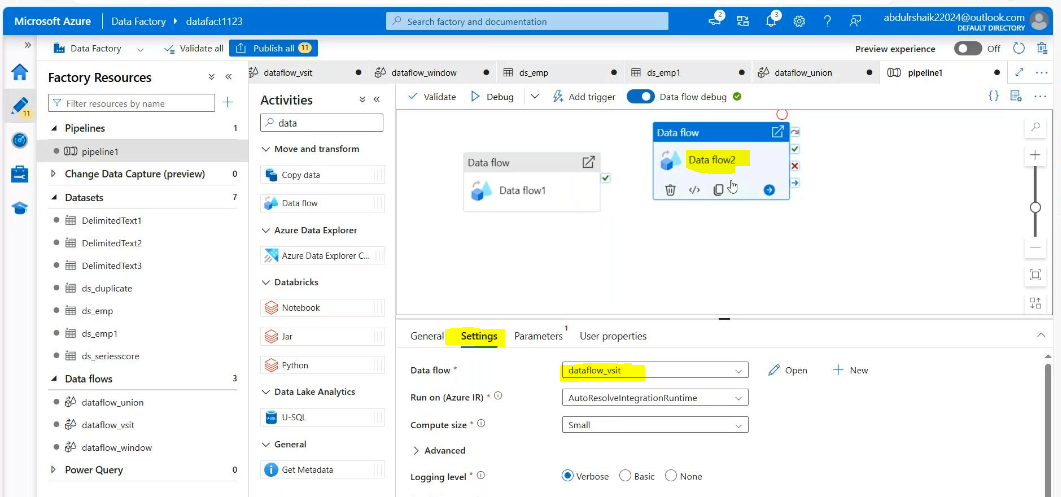 Microsoft Azure | Data Factory ▸ datafact1123
Search factory and documentation
2
3
abdulrshaik22024@outlook.com
DEFAULT DIRECTORY
Data Factory
Validate all
Publish all 11
Preview experience Off
11
Factory Resources
Filter resources by name
Pipelines 1
pipeline1
Change Data Capture (preview) 0
Datasets 7
DelimitedText1
DelimitedText2
DelimitedText3
ds_duplicate
ds_emp
ds_emp1
ds_seriesscore
Data flows 3
dataflow_union
dataflow_vsit
dataflow_window
Power Query 0
dataflow_vsit
dataflow_window
ds_emp
ds_emp1
dataflow_union
pipeline1
Activities
data
Move and transform
Copy data
Data flow
Azure Data Explorer
Azure Data Explorer C...
Databricks
Notebook
Jar
Python
Data Lake Analytics
U-SQL
General
Get Metadata
Validate
Debug
Add trigger
Data flow debug
Data flow
Data flow1
Data flow
Data flow2
General
Settings
Parameters 1
User properties
Data flow *
dataflow_vsit
Open
New
Run on (Azure IR) *
AutoResolveIntegrationRuntime
Compute size *
Small
Advanced
Logging level *
Verbose
Basic
None